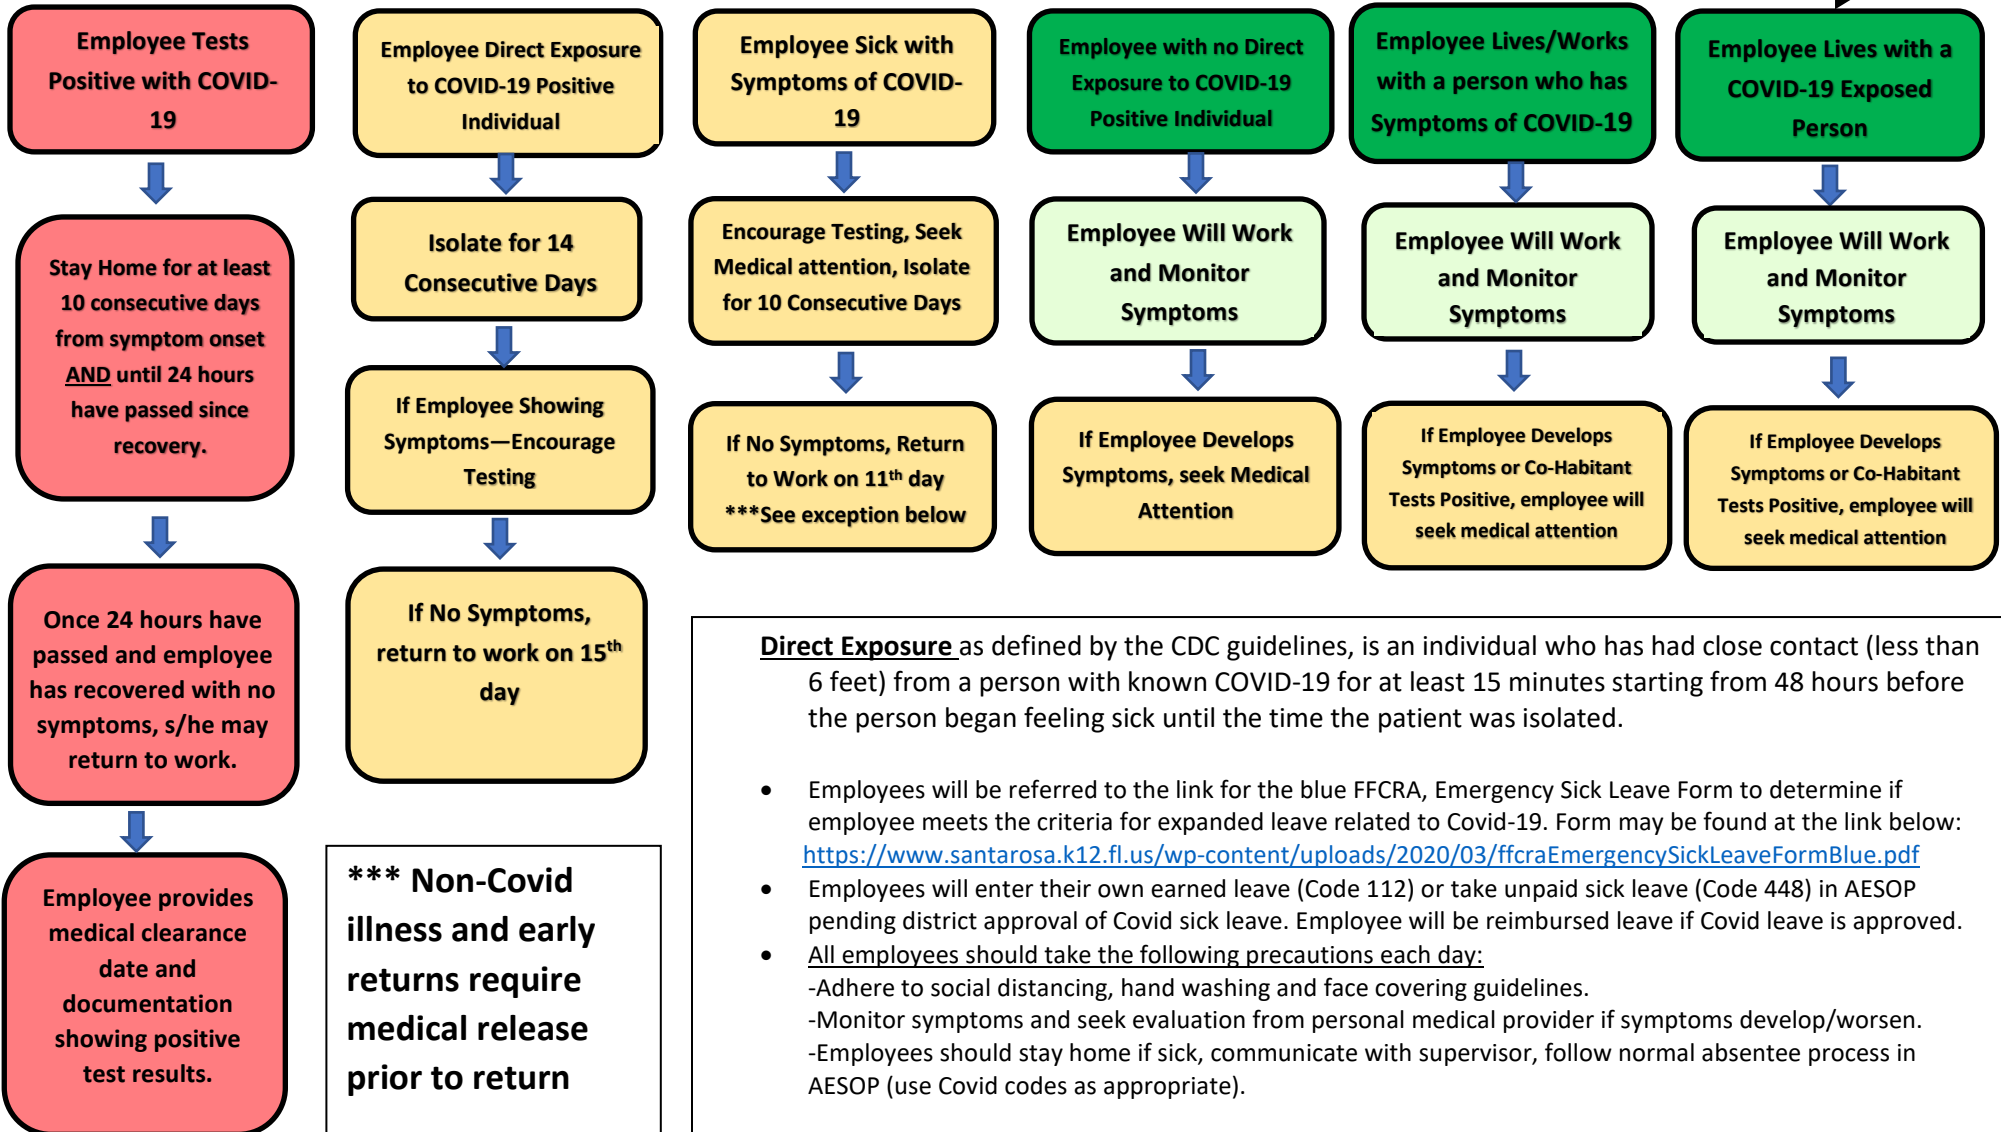 Employee Tests
Positive with COVID-
19
Stay Home for at least
10 consecutive days
from symptom onset
AND until 24 hours
have passed since
recovery.
Once 24 hours have
passed and employee
has recovered with no
symptoms, s/he may
return to work.
Employee provides
medical clearance
date and
documentation
showing positive
test results.
Employee Direct Exposure
to COVID-19 Positive
Individual
Isolate for 14
Consecutive Days
If Employee Showing
Symptoms—Encourage
Testing
If No Symptoms,
return to work on 15th
day
*** Non-Covid
illness and early
returns require
medical release
prior to return
Employee Sick with
Symptoms of COVID-
19
Encourage Testing, Seek
Medical attention, Isolate
for 10 Consecutive Days
If No Symptoms, Return
to Work on 11th day
***See exception below
Employee with no Direct
Exposure to COVID-19
Positive Individual
Employee Will Work
and Monitor
Symptoms
If Employee Develops
Symptoms, seek Medical
Attention
Employee Lives/Works
with a person who has
Symptoms of COVID-19
Employee Will Work
and Monitor
Symptoms
If Employee Develops
Symptoms or Co-Habitant
Tests Positive, employee will
seek medical attention
Employee Lives with a
COVID-19 Exposed
Person
Employee Will Work
and Monitor
Symptoms
If Employee Develops
Symptoms or Co-Habitant
Tests Positive, employee will
seek medical attention
Direct Exposure as defined by the CDC guidelines, is an individual who has had close contact (less than
6 feet) from a person with known COVID-19 for at least 15 minutes starting from 48 hours before
the person began feeling sick until the time the patient was isolated.
• Employees will be referred to the link for the blue FFCRA, Emergency Sick Leave Form to determine if
employee meets the criteria for expanded leave related to Covid-19. Form may be found at the link below:
https://www.santarosa.k12.fl.us/wp-content/uploads/2020/03/ffcraEmergencySickLeaveFormBlue.pdf
• Employees will enter their own earned leave (Code 112) or take unpaid sick leave (Code 448) in AESOP
pending district approval of Covid sick leave. Employee will be reimbursed leave if Covid leave is approved.
• All employees should take the following precautions each day:
-Adhere to social distancing, hand washing and face covering guidelines.
-Monitor symptoms and seek evaluation from personal medical provider if symptoms develop/worsen.
-Employees should stay home if sick, communicate with supervisor, follow normal absentee process in
AESOP (use Covid codes as appropriate).